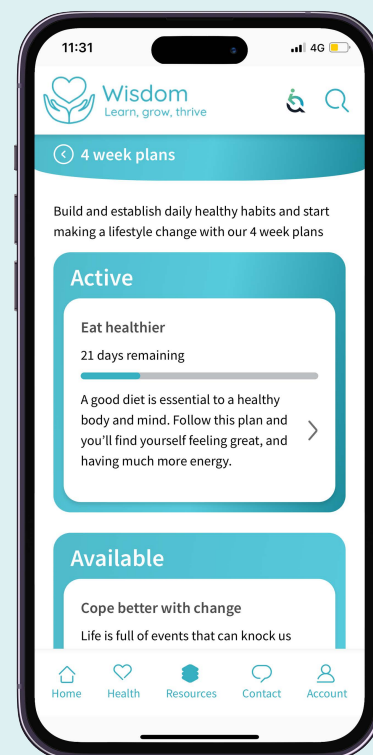 11:31
4G
Wisdom
Learn, grow, thrive
4 week plans
Build and establish daily healthy habits and start
making a lifestyle change with our 4 week plans
Active
Eat healthier
21 days remaining
A good diet is essential to a healthy
body and mind. Follow this plan and
you’ll find yourself feeling great, and
having much more energy.
Available
Cope better with change
Life is full of events that can knock us
Home
Health
Resources
Contact
Account